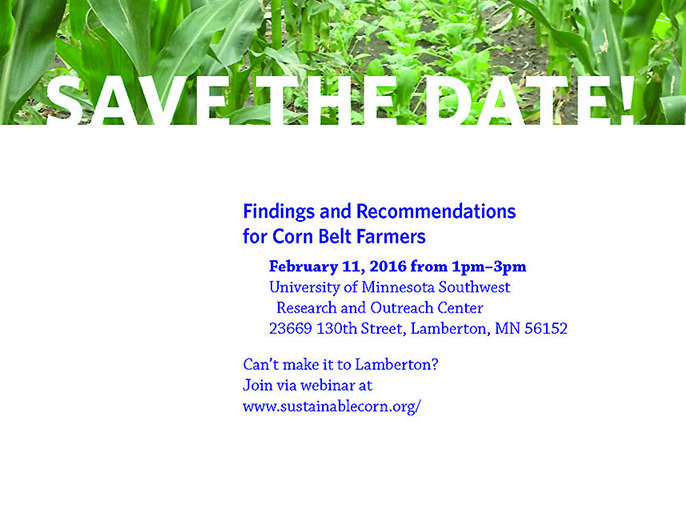 SAVE THE DATE!
Findings and Recommendations
for Corn Belt Farmers
February 11, 2016 from 1pm–3pm
University of Minnesota Southwest
Research and Outreach Center
23669 130th Street, Lamberton, MN 56152
Can't make it to Lamberton?
Join via webinar at
www.sustainablecorn.org/